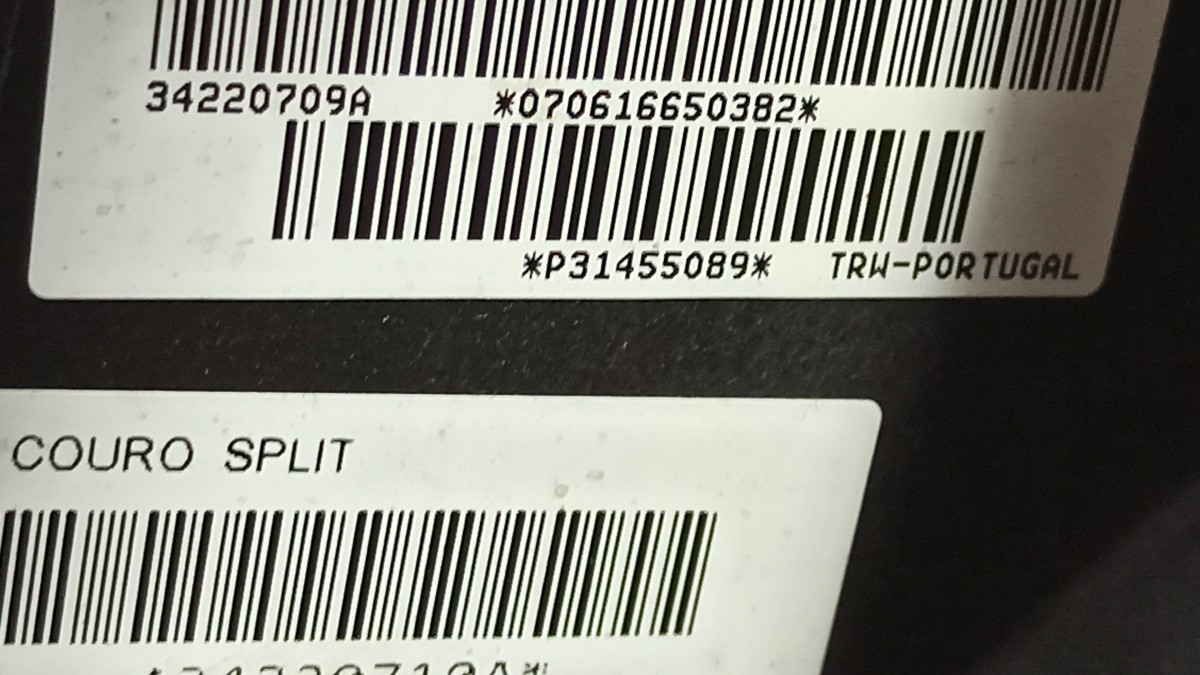 34220709A *070616650382*
*P31455089* TRW-PORTUGAL
COURO SPLIT